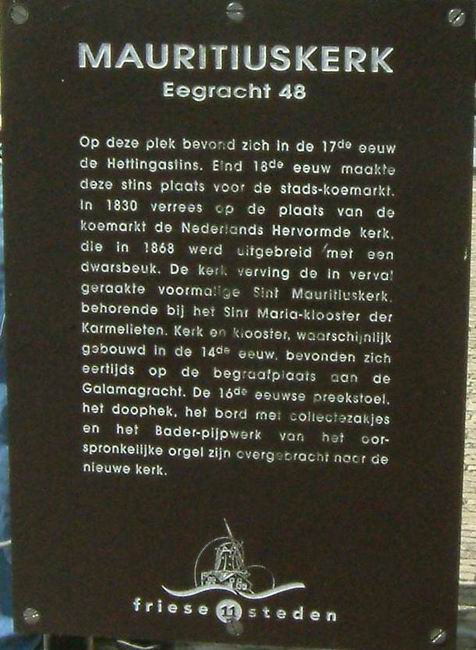 MAURITIUSKERK
Eegracht 48
Op deze plek bevond zich in de 17de eeuw
de Hettingastins. Eind 18de eeuw maakte
deze stins plaats voor de stads-koemarkt.
In 1830 verrees op de plaats van de
koemarkt de Nederlands Hervormde kerk,
die in 1868 werd uitgebreid met een
dwarsbeuk. De kerk verving de in verval
geraakte voormalige Sint Mauritiuskerk,
behorende bij het Sint Maria-klooster der
Karmelieten. Kerk en klooster, waarschijnlijk
gebouwd in de 14de eeuw, bevonden zich
eertijds op de begraafplaats aan de
Galamagracht. De 16de eeuwse preekstoel,
het doophek, het bord met collectezakjes
en het Bader-pijpwerk van het oor-
spronkelijke orgel zijn overgebracht naar de
nieuwe kerk.
friese 11 steden